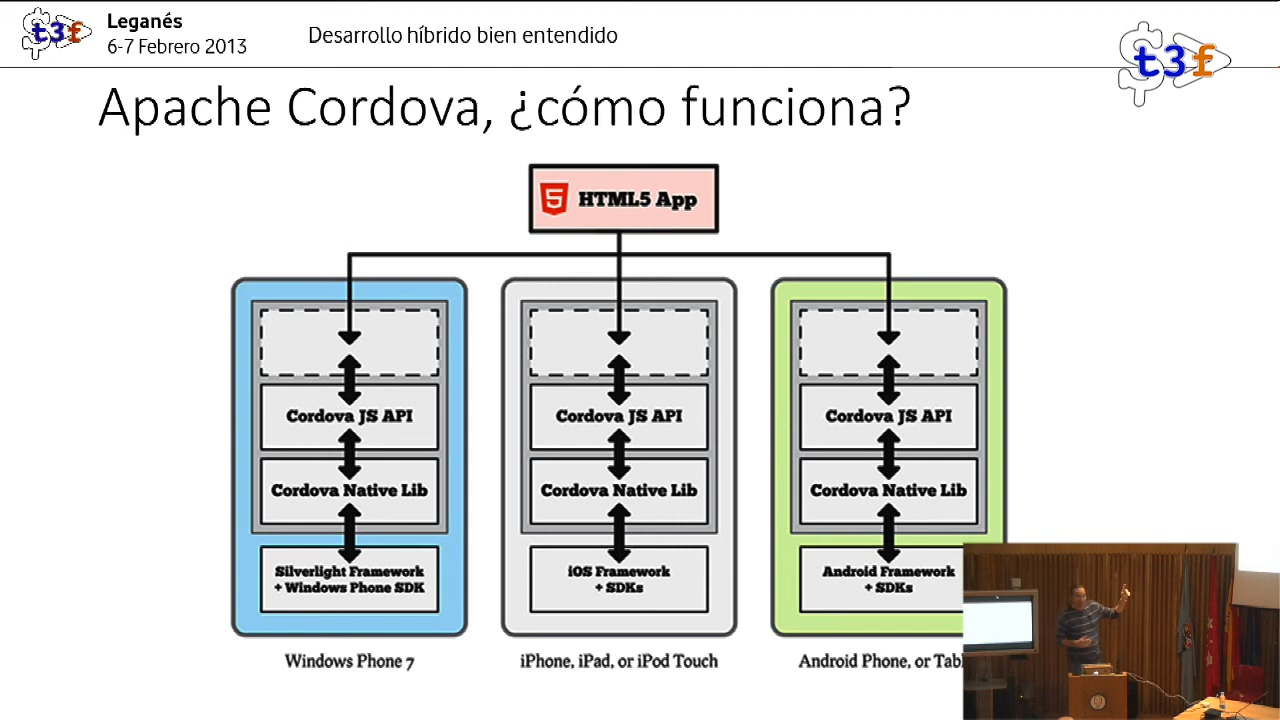 t3f
Leganés
6-7 Febrero 2013
Desarrollo híbrido bien entendido
t3f
Apache Cordova, ¿cómo funciona?
5 HTML5 App
Cordova JS API
Cordova Native Lib
Silverlight Framework
+ Windows Phone SDK
Windows Phone 7
Cordova JS API
Cordova Native Lib
iOS Framework
+ SDKs
iPhone, iPad, or iPod Touch
Cordova JS API
Cordova Native Lib
Android Framework
+ SDKs
Android Phone, or Tabl